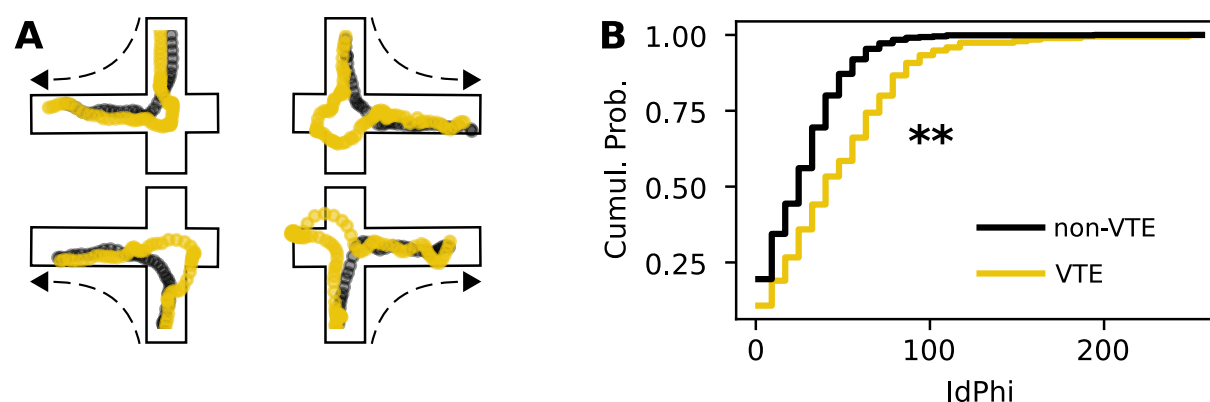 A
B
1.00
0.75
0.50
0.25
Cumul. Prob.
**
non-VTE
VTE
0
100
200
IdPhi